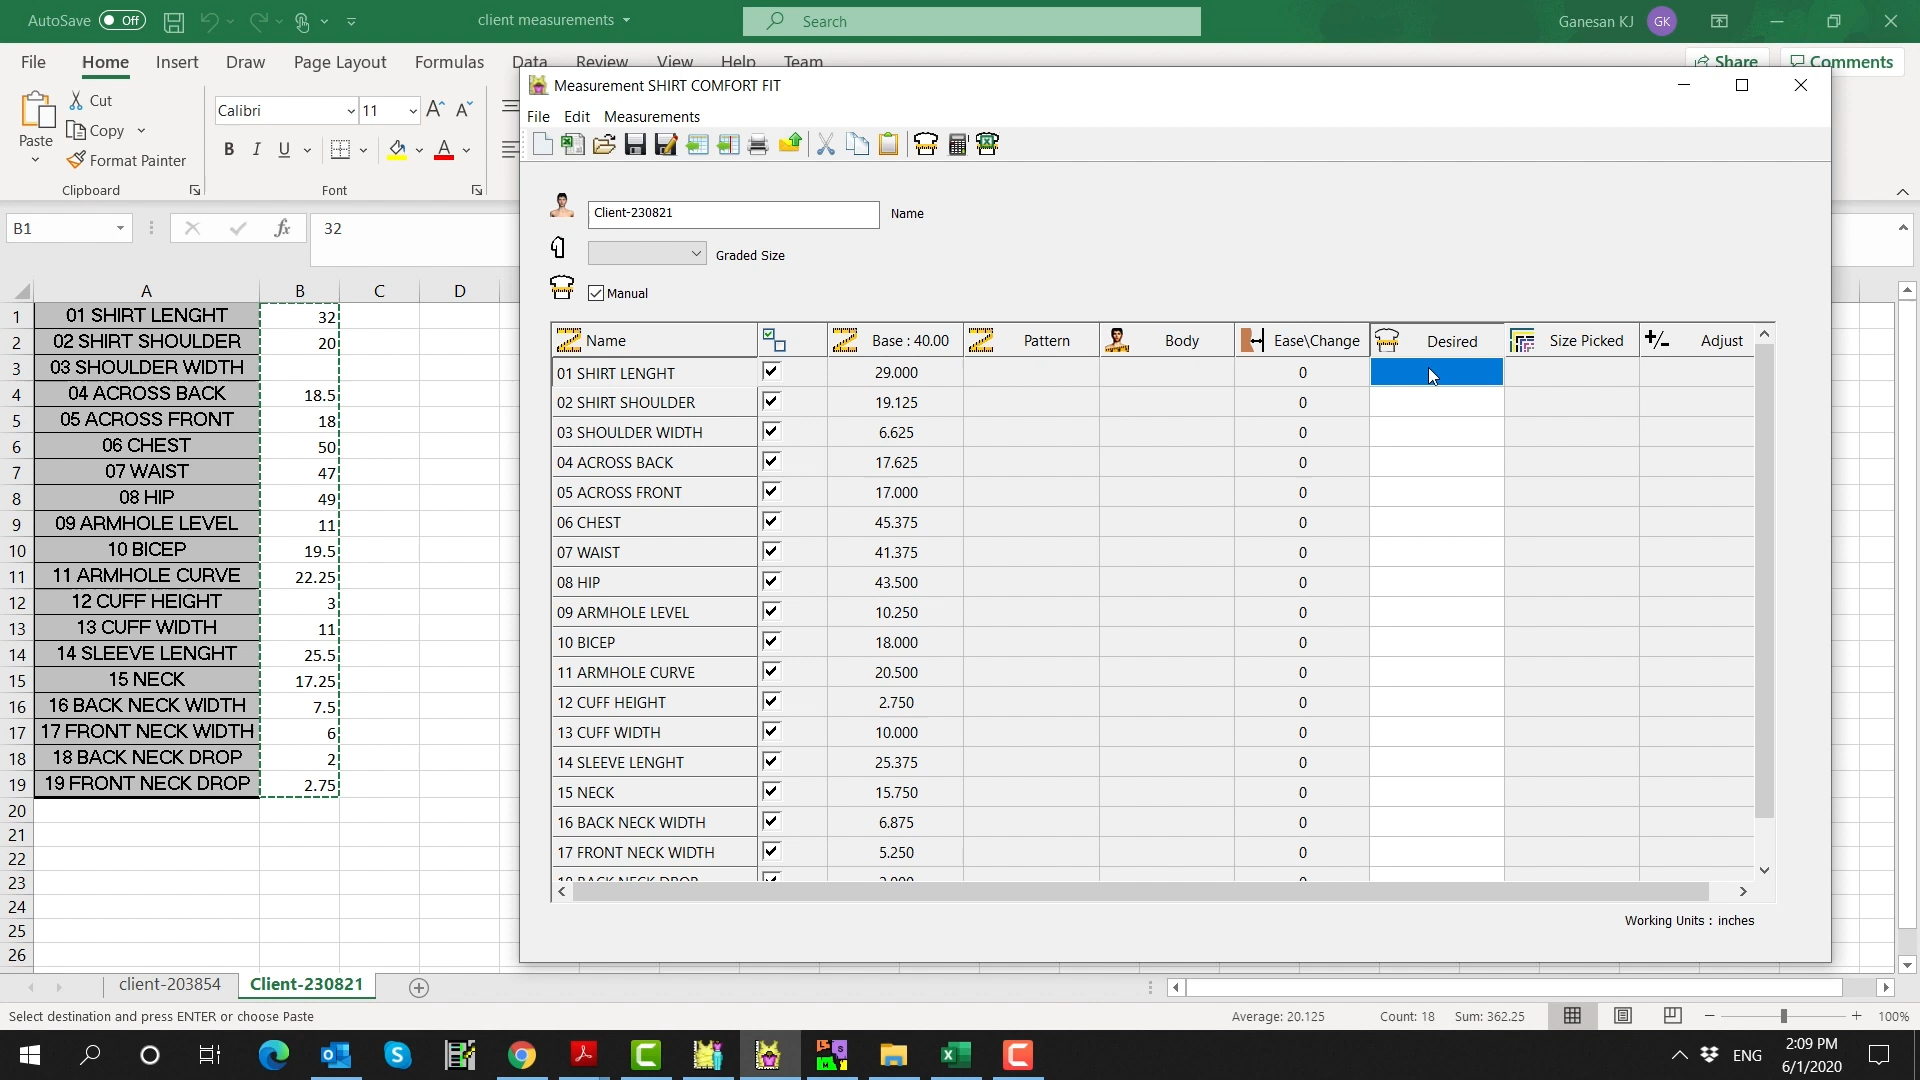 AutoSave Off
client measurements
Search
Ganesan KJ GK
File Home Insert Draw Page Layout Formulas Data Review View Help Team
Share Comments
Paste
Cut
Copy
Format Painter
Clipboard
Calibri 11
B I U
Font
B1
fx
32
A B C D
1 01 SHIRT LENGHT 32
2 02 SHIRT SHOULDER 20
3 03 SHOULDER WIDTH
4 04 ACROSS BACK 18.5
5 05 ACROSS FRONT 18
6 06 CHEST 50
7 07 WAIST 47
8 08 HIP 49
9 09 ARMHOLE LEVEL 11
10 10 BICEP 19.5
11 11 ARMHOLE CURVE 22.25
12 12 CUFF HEIGHT 3
13 13 CUFF WIDTH 11
14 14 SLEEVE LENGHT 25.5
15 15 NECK 17.25
16 16 BACK NECK WIDTH 7.5
17 17 FRONT NECK WIDTH 6
18 18 BACK NECK DROP 2
19 19 FRONT NECK DROP 2.75
20
21
22
23
24
25
26
Measurement SHIRT COMFORT FIT
File Edit Measurements
Client-230821 Name
Graded Size
Manual
Name Base : 40.00 Pattern Body Ease\Change Desired Size Picked Adjust
01 SHIRT LENGHT 29.000 0
02 SHIRT SHOULDER 19.125 0
03 SHOULDER WIDTH 6.625 0
04 ACROSS BACK 17.625 0
05 ACROSS FRONT 17.000 0
06 CHEST 45.375 0
07 WAIST 41.375 0
08 HIP 43.500 0
09 ARMHOLE LEVEL 10.250 0
10 BICEP 18.000 0
11 ARMHOLE CURVE 20.500 0
12 CUFF HEIGHT 2.750 0
13 CUFF WIDTH 10.000 0
14 SLEEVE LENGHT 25.375 0
15 NECK 15.750 0
16 BACK NECK WIDTH 6.875 0
17 FRONT NECK WIDTH 5.250 0
18 BACK NECK DROP 2.000 0
Working Units : inches
client-203854 Client-230821
Select destination and press ENTER or choose Paste
Average: 20.125 Count: 18 Sum: 362.25 100%
ENG
2:09 PM
6/1/2020